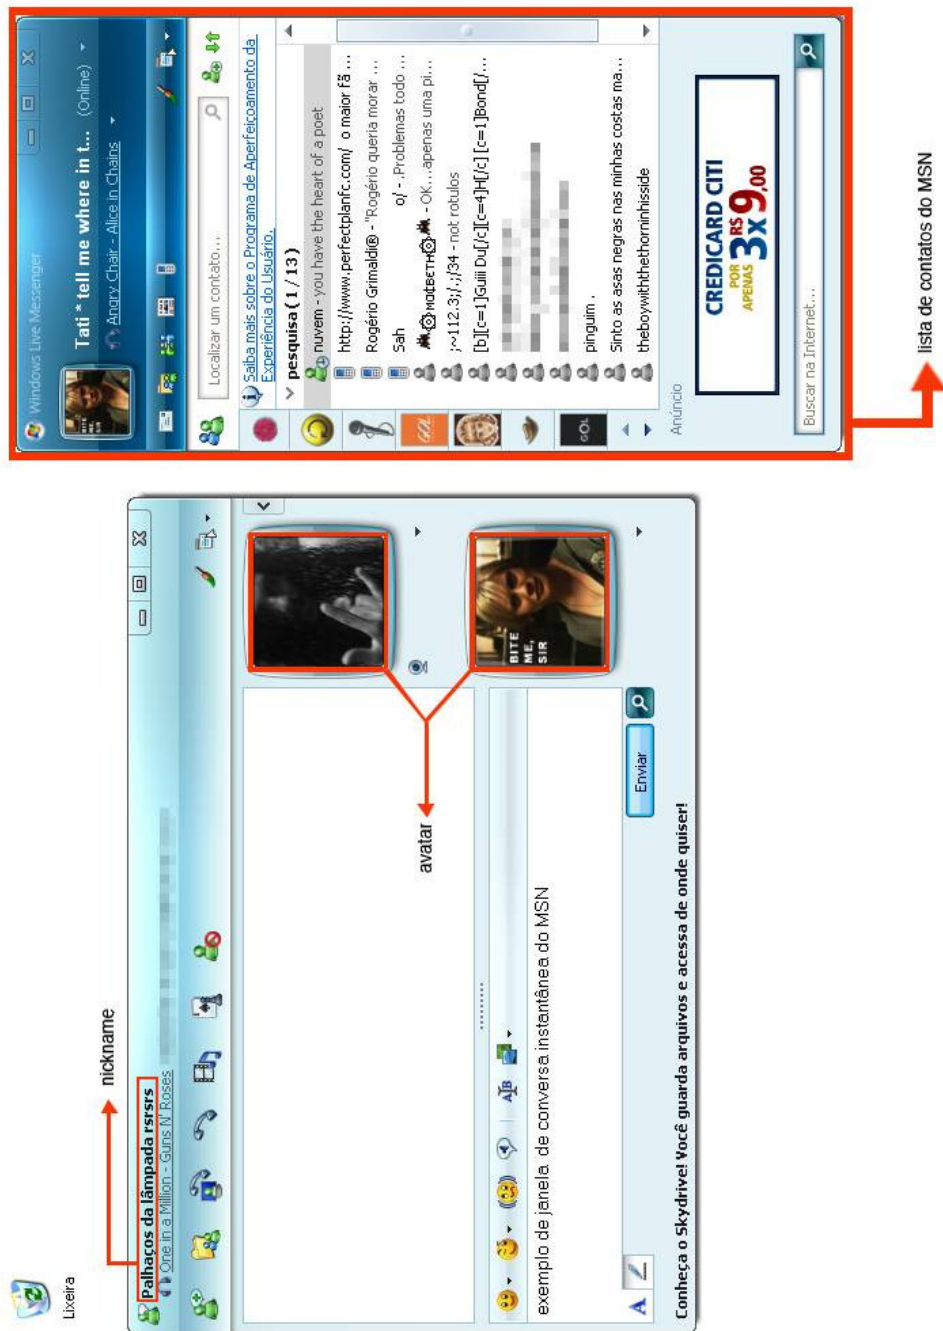 Lixeira
nickname
Palhaços da lâmpada rsrsrs
One in a Million - Guns N' Roses
avatar
BITE
ME,
SIR
exemplo de janela de conversa instantânea do MSN
Enviar
Conheça o Skydrive! Você guarda arquivos e acessa de onde quiser!
Windows Live Messenger
Tati * tell me where in t... (Online)
Angry Chair - Alice in Chains
Localizar um contato...
Saiba mais sobre o Programa de Aperfeiçoamento da
Experiência do Usuário.
pesquisa ( 1 / 13 )
nuvem - you have the heart of a poet
http://www.perfectplanfc.com/ o maior fã ...
Rogério Grimaldi® - "Rogério queria morar ...
Sah o/ - .Problemas todo ...
- OK...apenas uma pi...
;~112.3;/.;/34 - not rotulos
[b][c=1]Guiii Du[/c][c=4]H[/c] [c=1]Bond[/...
pinguim .
Sinto as asas negras nas minhas costas ma...
theboywiththethorninhisside
Anúncio
CREDICARD CITI
POR
APENAS
3X R$ 9,00
Buscar na Internet...
lista de contatos do MSN